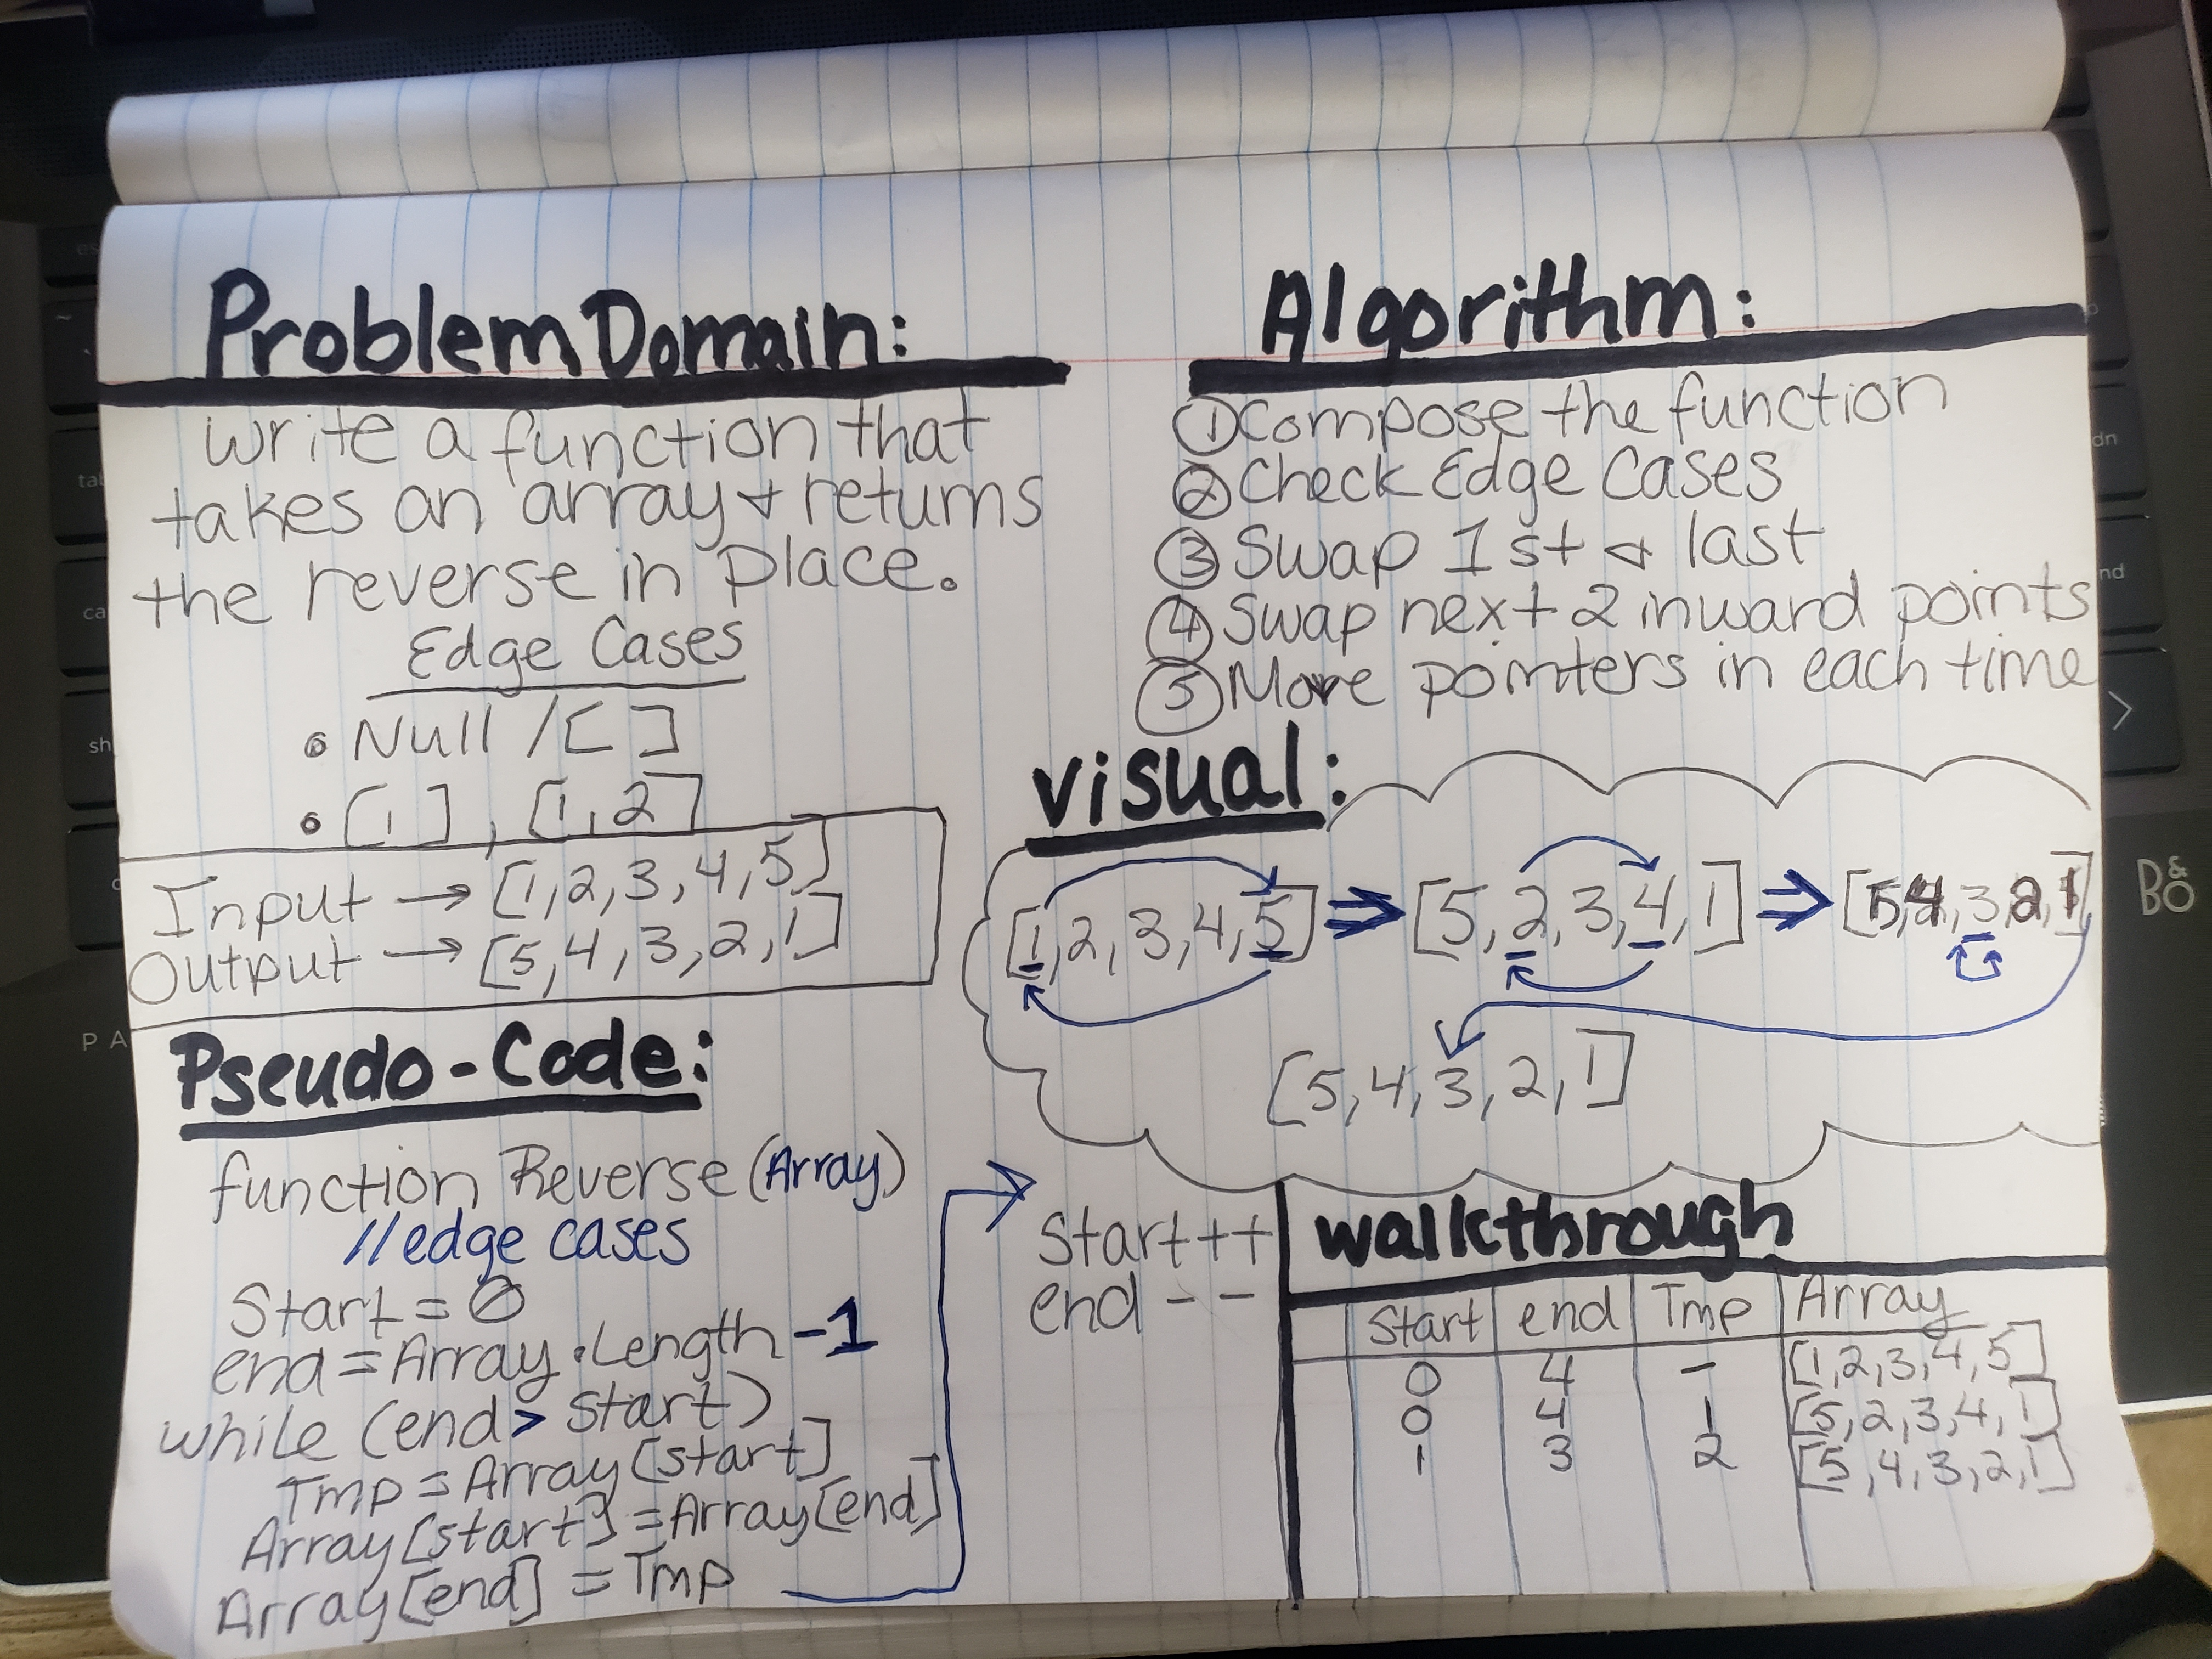 Problem Domain:
Write a function that
takes an array & returns
the reverse in place.
Edge Cases
• Null / [ ]
• [1] , [1,2]
Input → [1,2,3,4,5]
Output → [5,4,3,2,1]
Pseudo-Code:
function Reverse (Array)
//edge cases
Start = 0
end = Array.Length -1
while (end > start)
Tmp = Array[start]
Array[start] = Array[end]
Array[end] = Tmp
Start++
end --
Algorithm:
① Compose the function
② Check Edge Cases
③ Swap 1st & last
④ Swap next 2 inward points
⑤ Move pointers in each time
Visual:
[1,2,3,4,5] ⇒ [5,2,3,4,1] ⇒ [5,4,3,2,1]
[5,4,3,2,1]
Walkthrough
Start end Tmp Array
0 4 - [1,2,3,4,5]
0 4 1 [5,2,3,4,1]
1 3 2 [5,4,3,2,1]
B&O